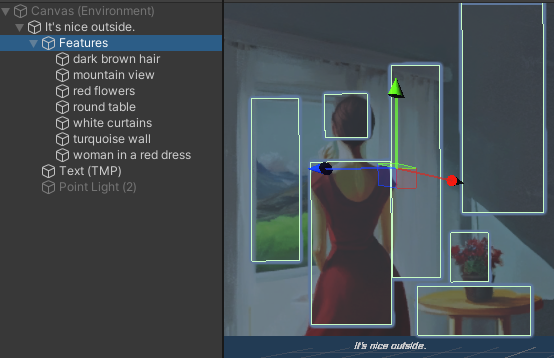 Canvas (Environment)
It's nice outside.
Features
dark brown hair
mountain view
red flowers
round table
white curtains
turquoise wall
woman in a red dress
Text (TMP)
Point Light (2)
It's nice outside.